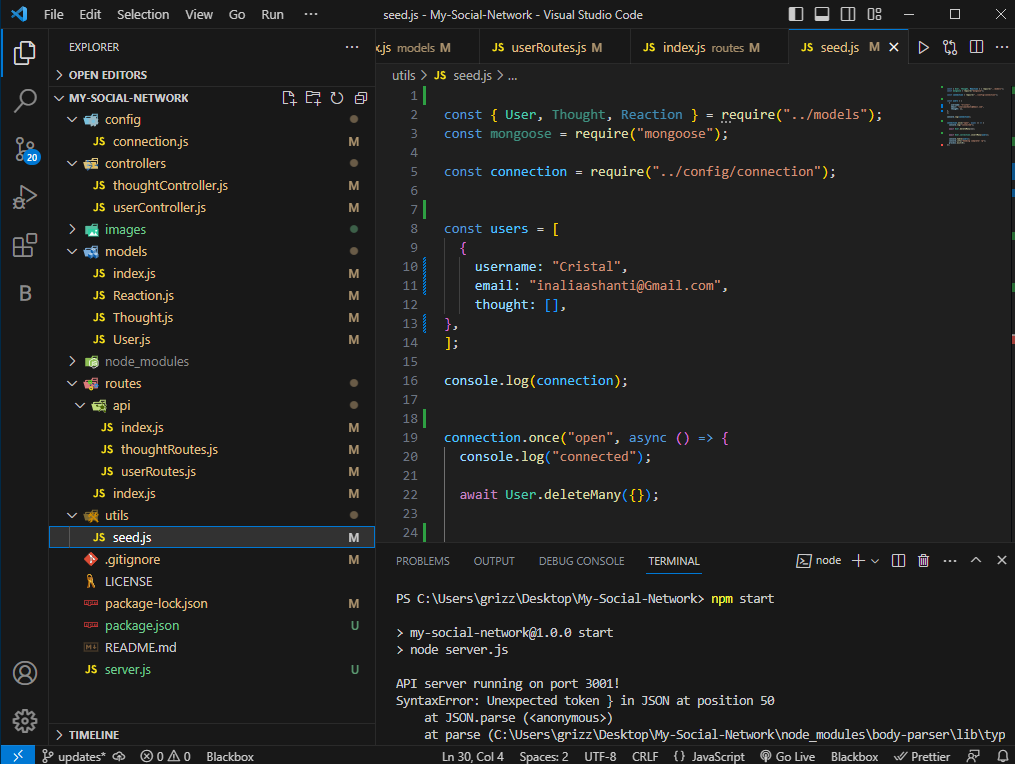 File Edit Selection View Go Run ··· seed.js - My-Social-Network - Visual Studio Code
EXPLORER ···
OPEN EDITORS
MY-SOCIAL-NETWORK
config
JS connection.js M
controllers
JS thoughtController.js M
JS userController.js M
images
models
JS index.js M
JS Reaction.js M
JS Thought.js M
JS User.js M
node_modules
routes
api
JS index.js M
JS thoughtRoutes.js M
JS userRoutes.js M
JS index.js M
utils
JS seed.js M
.gitignore M
LICENSE
package-lock.json M
package.json U
README.md
JS server.js U
TIMELINE
20
B
.js models M JS userRoutes.js M JS index.js routes M JS seed.js M
utils > JS seed.js > ...
1
2 const { User, Thought, Reaction } = require("../models");
3 const mongoose = require("mongoose");
4
5 const connection = require("../config/connection");
6
7
8 const users = [
9 {
10 username: "Cristal",
11 email: "inaliaashanti@Gmail.com",
12 thought: [],
13 },
14 ];
15
16 console.log(connection);
17
18
19 connection.once("open", async () => {
20 console.log("connected");
21
22 await User.deleteMany({});
23
24
PROBLEMS OUTPUT DEBUG CONSOLE TERMINAL node
PS C:\Users\grizz\Desktop\My-Social-Network> npm start
> my-social-network@1.0.0 start
> node server.js
API server running on port 3001!
SyntaxError: Unexpected token } in JSON at position 50
at JSON.parse (<anonymous>)
at parse (C:\Users\grizz\Desktop\My-Social-Network\node_modules\body-parser\lib\typ
updates* 0 0 Blackbox Ln 30, Col 4 Spaces: 2 UTF-8 CRLF { } JavaScript Go Live Blackbox Prettier